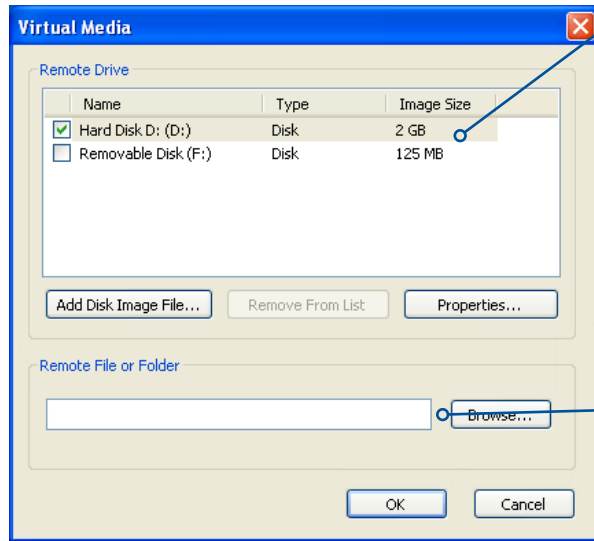 Virtual Media
Remote Drive
Name Type Image Size
Hard Disk D: (D:) Disk 2 GB
Removable Disk (F:) Disk 125 MB
Add Disk Image File... Remove From List Properties...
Remote File or Folder
Browse...
OK Cancel